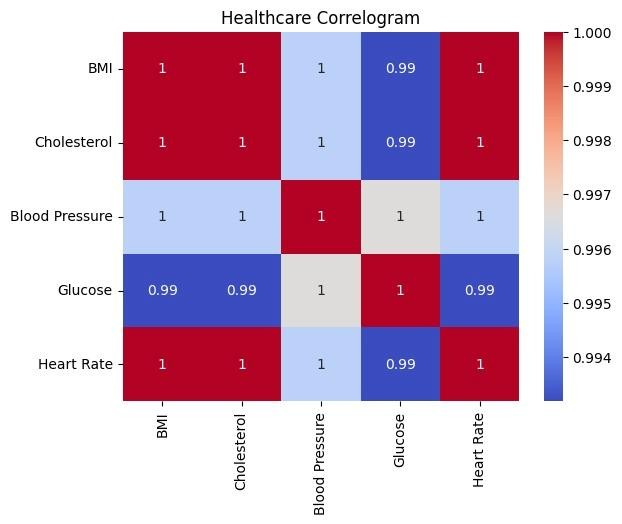 Healthcare Correlogram
BMI 1 1 1 0.99 1
Cholesterol 1 1 1 0.99 1
Blood Pressure 1 1 1 1 1
Glucose 0.99 0.99 1 1 0.99
Heart Rate 1 1 1 0.99 1
BMI
Cholesterol
Blood Pressure
Glucose
Heart Rate
1.000
0.999
0.998
0.997
0.996
0.995
0.994